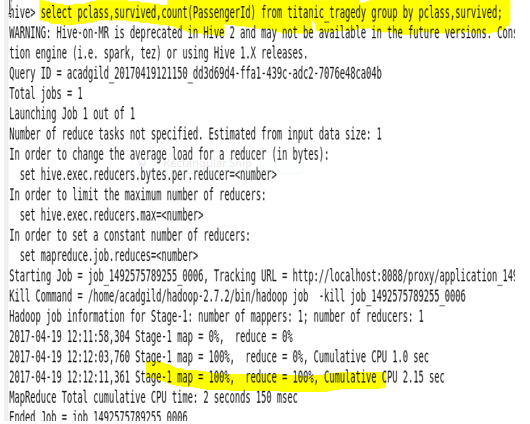 hive> select pclass,survived,count(PassengerId) from titanic_tragedy group by pclass,survived;
WARNING: Hive-on-MR is deprecated in Hive 2 and may not be available in the future versions. Cons
tion engine (i.e. spark, tez) or using Hive 1.X releases.
Query ID = acadgild_20170419121150_dd3d69d4-ffa1-439c-adc2-7076e48ca04b
Total jobs = 1
Launching Job 1 out of 1
Number of reduce tasks not specified. Estimated from input data size: 1
In order to change the average load for a reducer (in bytes):
  set hive.exec.reducers.bytes.per.reducer=<number>
In order to limit the maximum number of reducers:
  set hive.exec.reducers.max=<number>
In order to set a constant number of reducers:
  set mapreduce.job.reduces=<number>
Starting Job = job_1492575789255_0006, Tracking URL = http://localhost:8088/proxy/application_149
Kill Command = /home/acadgild/hadoop-2.7.2/bin/hadoop job  -kill job_1492575789255_0006
Hadoop job information for Stage-1: number of mappers: 1; number of reducers: 1
2017-04-19 12:11:58,304 Stage-1 map = 0%,  reduce = 0%
2017-04-19 12:12:03,760 Stage-1 map = 100%,  reduce = 0%, Cumulative CPU 1.0 sec
2017-04-19 12:12:11,361 Stage-1 map = 100%,  reduce = 100%, Cumulative CPU 2.15 sec
MapReduce Total cumulative CPU time: 2 seconds 150 msec
Ended Job = job_1492575789255_0006